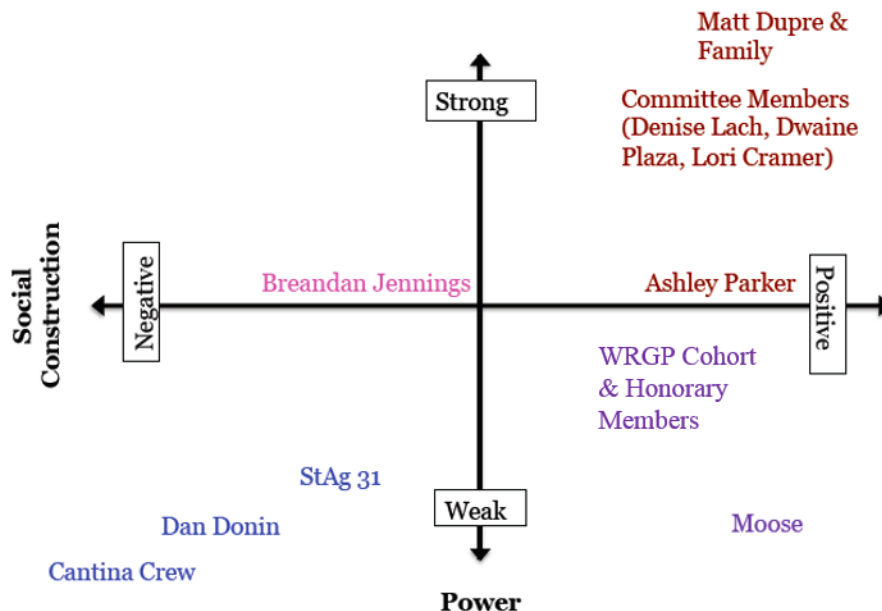 Matt Dupre &
Family
Strong
Committee Members
(Denise Lach, Dwaine
Plaza, Lori Cramer)
Social
Construction
Negative
Breandan Jennings
Ashley Parker
Positive
WRGP Cohort
& Honorary
Members
StAg 31
Weak
Dan Donin
Moose
Cantina Crew
Power